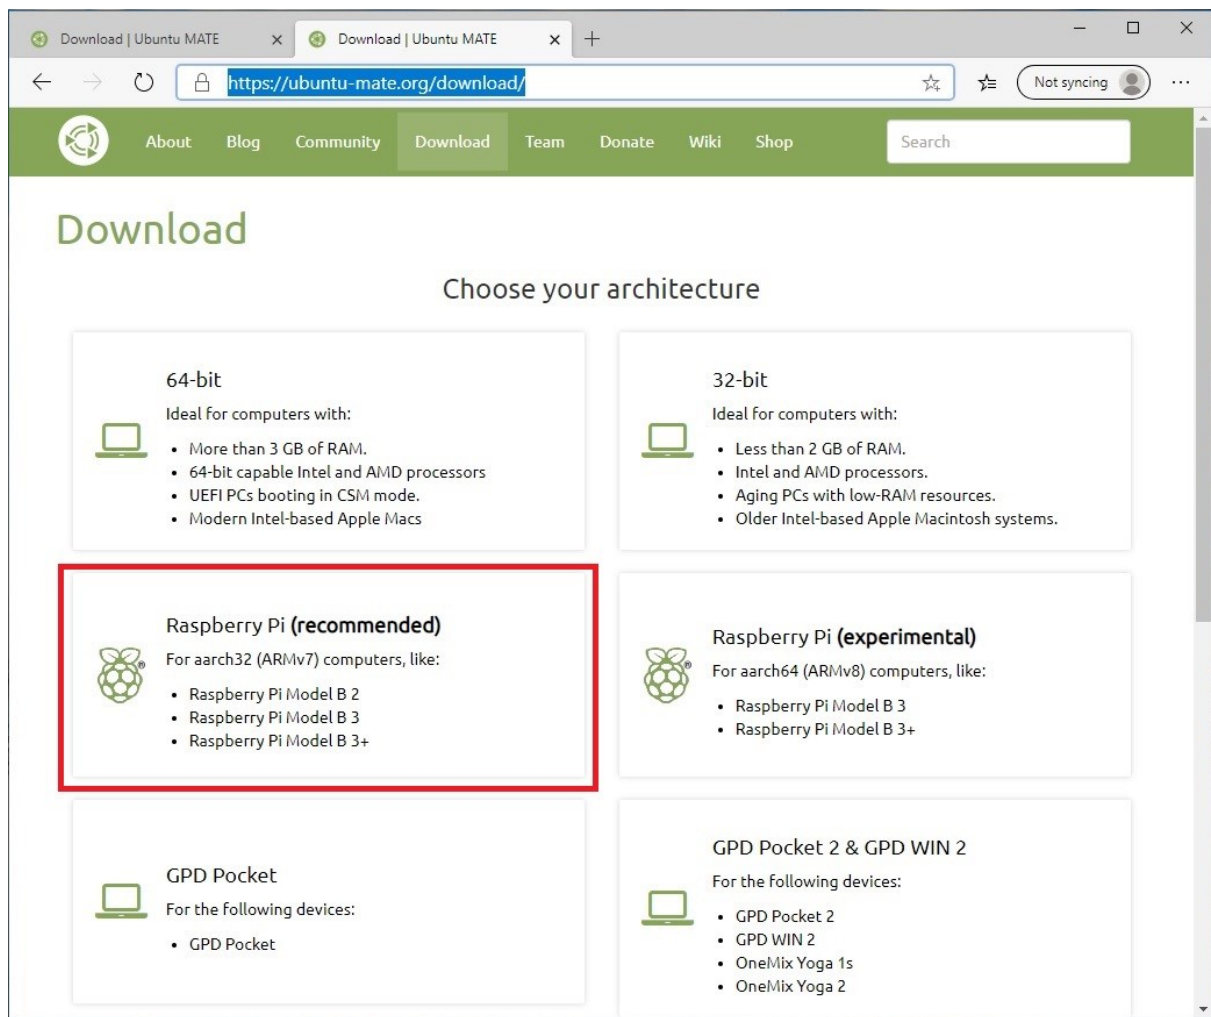 Download | Ubuntu MATE
Download | Ubuntu MATE
https://ubuntu-mate.org/download/
Not syncing
About Blog Community Download Team Donate Wiki Shop Search
Download
Choose your architecture
64-bit
Ideal for computers with:
• More than 3 GB of RAM.
• 64-bit capable Intel and AMD processors
• UEFI PCs booting in CSM mode.
• Modern Intel-based Apple Macs
32-bit
Ideal for computers with:
• Less than 2 GB of RAM.
• Intel and AMD processors.
• Aging PCs with low-RAM resources.
• Older Intel-based Apple Macintosh systems.
Raspberry Pi (recommended)
For aarch32 (ARMv7) computers, like:
• Raspberry Pi Model B 2
• Raspberry Pi Model B 3
• Raspberry Pi Model B 3+
Raspberry Pi (experimental)
For aarch64 (ARMv8) computers, like:
• Raspberry Pi Model B 3
• Raspberry Pi Model B 3+
GPD Pocket
For the following devices:
• GPD Pocket
GPD Pocket 2 & GPD WIN 2
For the following devices:
• GPD Pocket 2
• GPD WIN 2
• OneMix Yoga 1s
• OneMix Yoga 2